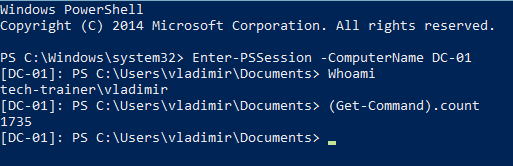 Windows PowerShell
Copyright (C) 2014 Microsoft Corporation. All rights reserved.
PS C:\Windows\system32> Enter-PSSession -ComputerName DC-01
[DC-01]: PS C:\Users\vladimir\Documents> Whoami
tech-trainer\vladimir
[DC-01]: PS C:\Users\vladimir\Documents> (Get-Command).count
1735
[DC-01]: PS C:\Users\vladimir\Documents>